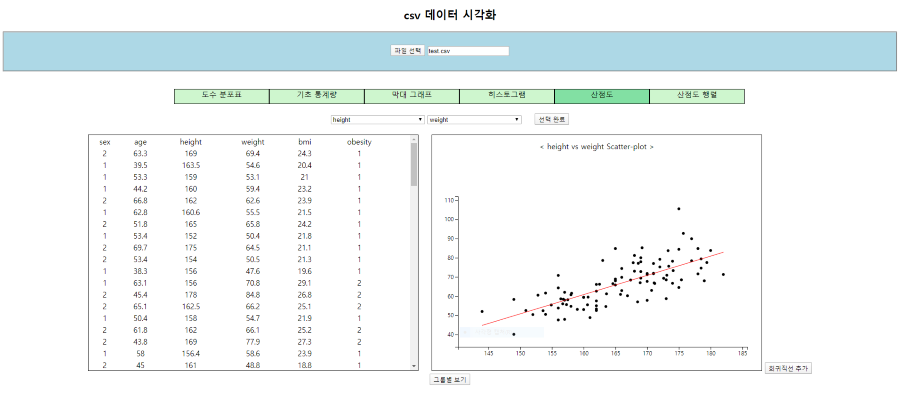 csv 데이터 시각화
파일 선택 test.csv
도수 분포표 기초 통계량 막대 그래프 히스토그램 산점도 산점도 행렬
height weight 선택 완료
sex age height weight bmi obesity
2 63.3 169 69.4 24.3 1
1 39.5 163.5 54.6 20.4 1
1 53.3 159 53.1 21 1
1 44.2 160 59.4 23.2 1
2 66.8 162 62.6 23.9 1
1 62.8 160.6 55.5 21.5 1
2 51.8 165 65.8 24.2 1
1 53.4 152 50.4 21.8 1
2 69.7 175 64.5 21.1 1
2 53.4 154 50.5 21.3 1
1 38.3 156 47.6 19.6 1
1 63.1 156 70.8 29.1 2
2 45.4 178 84.8 26.8 2
2 65.1 162.5 66.2 25.1 2
1 50.4 158 54.7 21.9 1
2 61.8 162 66.1 25.2 2
2 43.8 169 77.9 27.3 2
1 58 156.4 58.6 23.9 1
2 45 161 48.8 18.8 1
< height vs weight Scatter-plot >
110
100
90
80
70
60
50
40
145 150 155 160 165 170 175 180 185
회귀직선 추가
그룹별 보기